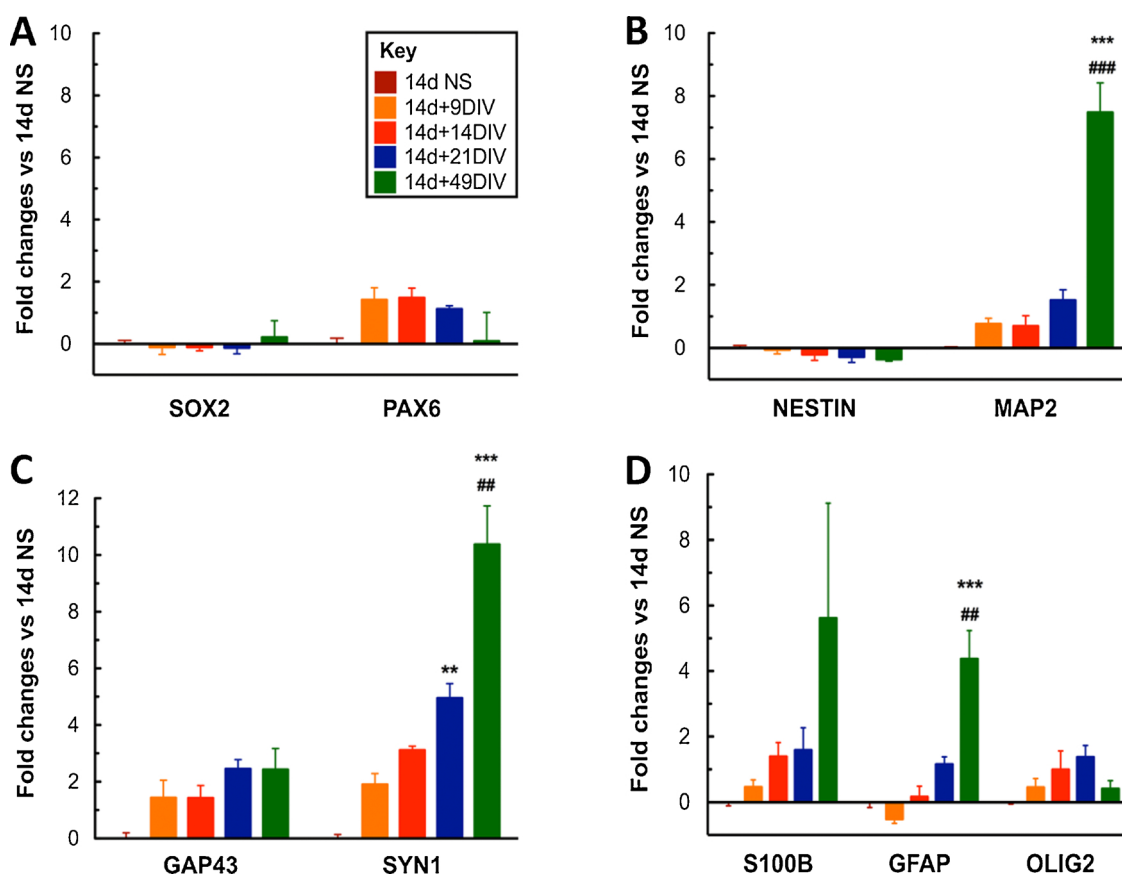 A
Fold changes vs 14d NS
10
8
6
4
2
0
Key
14d NS
14d+9DIV
14d+14DIV
14d+21DIV
14d+49DIV
SOX2 PAX6
B
Fold changes vs 14d NS
10
8
6
4
2
0
***
###
NESTIN MAP2
C
Fold changes vs 14d NS
12
10
8
6
4
2
0
**
***
##
GAP43 SYN1
D
Fold changes vs 14d NS
10
8
6
4
2
0
***
##
S100B GFAP OLIG2